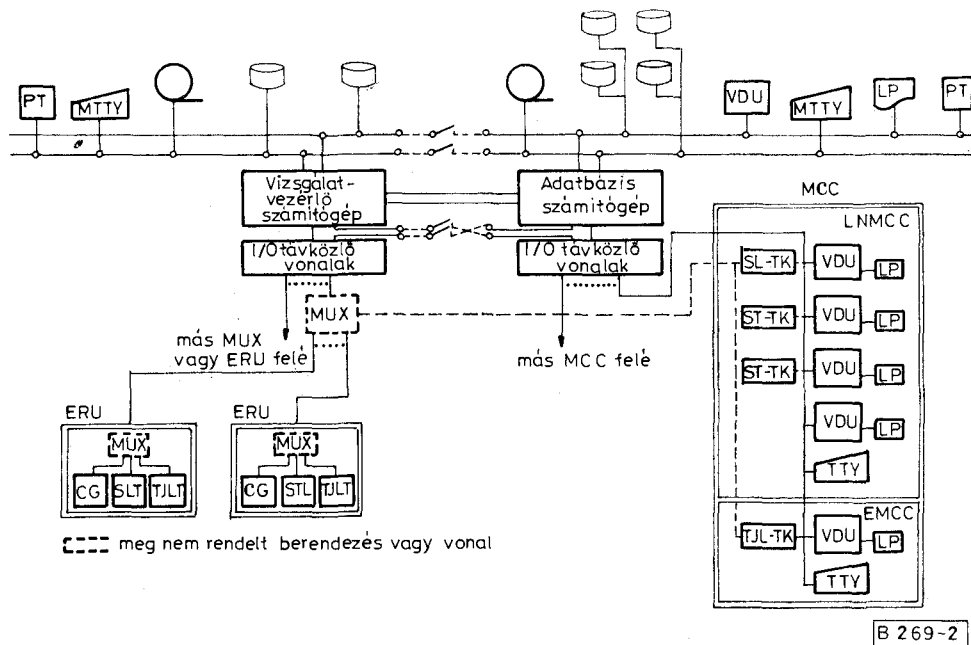 PT
MTTY
VDU
MTTY
LP
PT
Vizsgálat-
vezérlő
számítógép
Adatbázis
számítógép
I/O távközlő
vonalak
I/O távközlő
vonalak
MUX
más MUX
vagy ERU felé
más MCC felé
ERU
MUX
CG
SLT
TJLT
ERU
MUX
CG
STL
TJLT
meg nem rendelt berendezés vagy vonal
MCC
LNMCC
SL-TK
VDU
LP
ST-TK
VDU
LP
ST-TK
VDU
LP
VDU
LP
TTY
EMCC
TJL-TK
VDU
LP
TTY
B 269-2